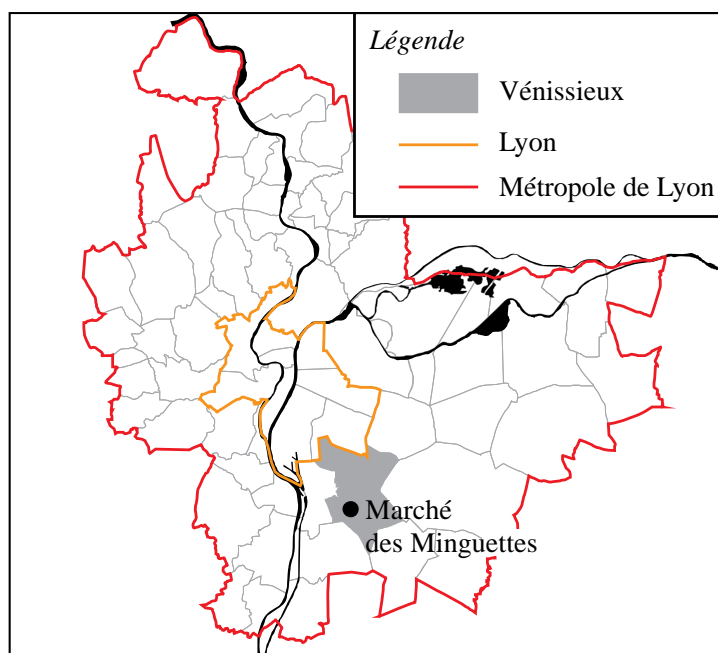 Légende
Vénissieux
Lyon
Métropole de Lyon
Marché
des Minguettes